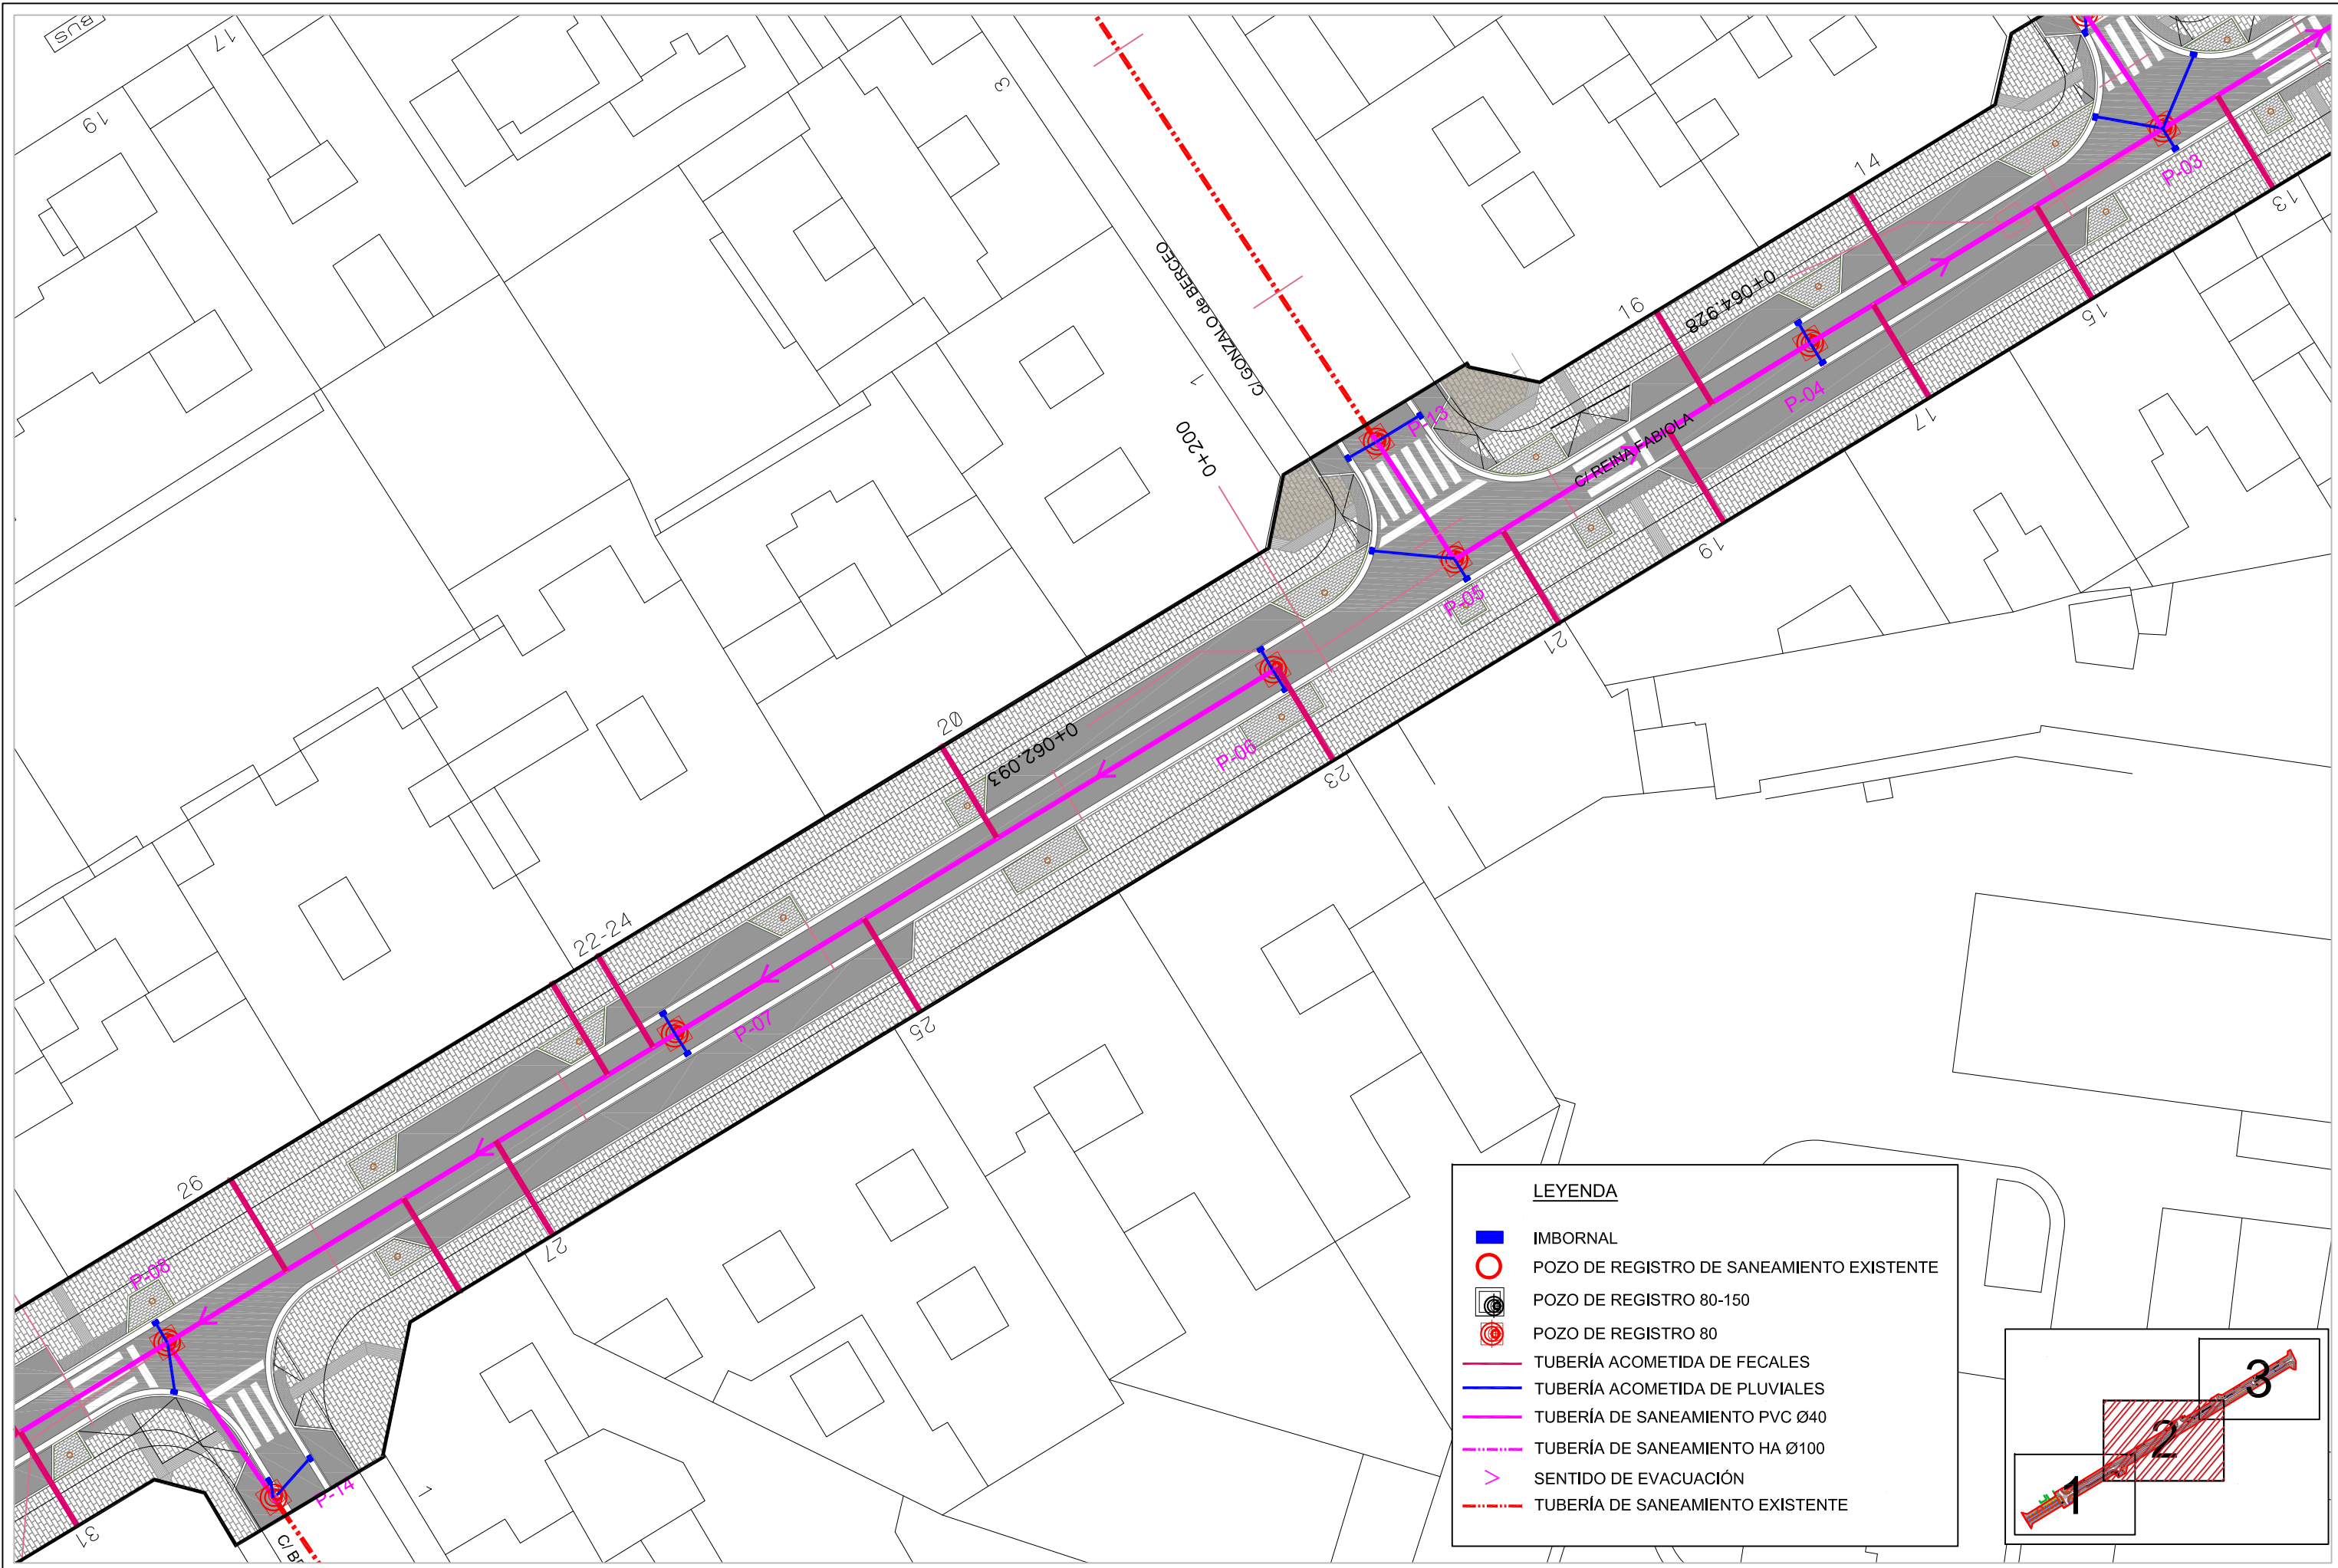 BUS
17
19
3
14
P-03
13
C/ GONZALO de BERCEO
1
16
0+064.928
15
P-04
17
P-13
0+200
C/ REINA FABIOLA
19
P-05
21
20
0+062.093
P-06
23
22-24
P-07
25
26
27
P-08
1
P-14
31
LEYENDA
IMBORNAL
POZO DE REGISTRO DE SANEAMIENTO EXISTENTE
POZO DE REGISTRO 80-150
POZO DE REGISTRO 80
TUBERÍA ACOMETIDA DE FECALES
TUBERÍA ACOMETIDA DE PLUVIALES
TUBERÍA DE SANEAMIENTO PVC Ø40
TUBERÍA DE SANEAMIENTO HA Ø100
SENTIDO DE EVACUACIÓN
TUBERÍA DE SANEAMIENTO EXISTENTE
3
2
1